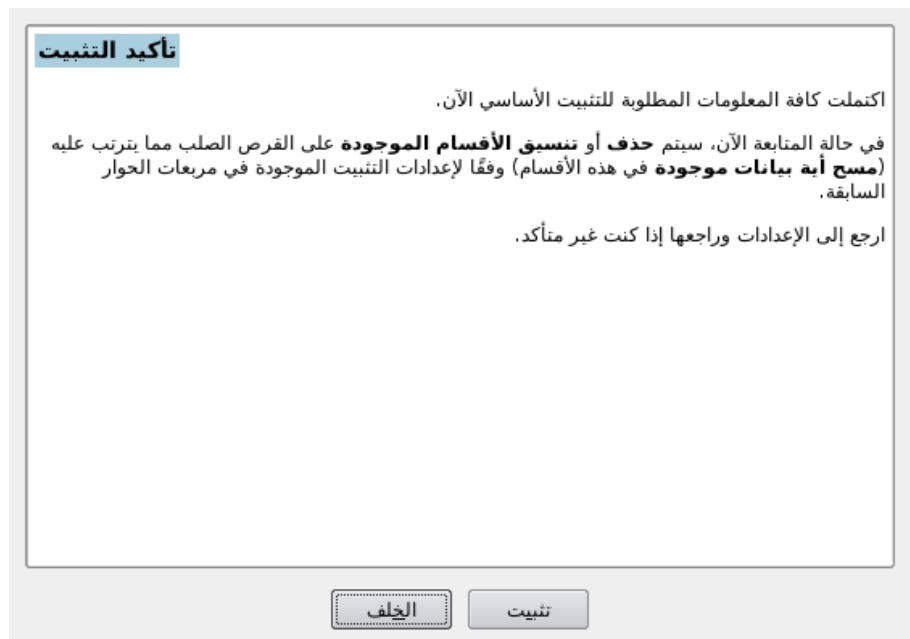 تأكيد التثبيت
اكتملت كافة المعلومات المطلوبة للتثبيت الأساسي الآن.
في حالة المتابعة الآن، سيتم حذف أو تنسيق الأقسام الموجودة على القرص الصلب مما يترتب عليه
(مسح أية بيانات موجودة في هذه الأقسام) وفقًا لإعدادات التثبيت الموجودة في مربعات الحوار
السابقة.
ارجع إلى الإعدادات وراجعها إذا كنت غير متأكد.
تثبيت
الخلف